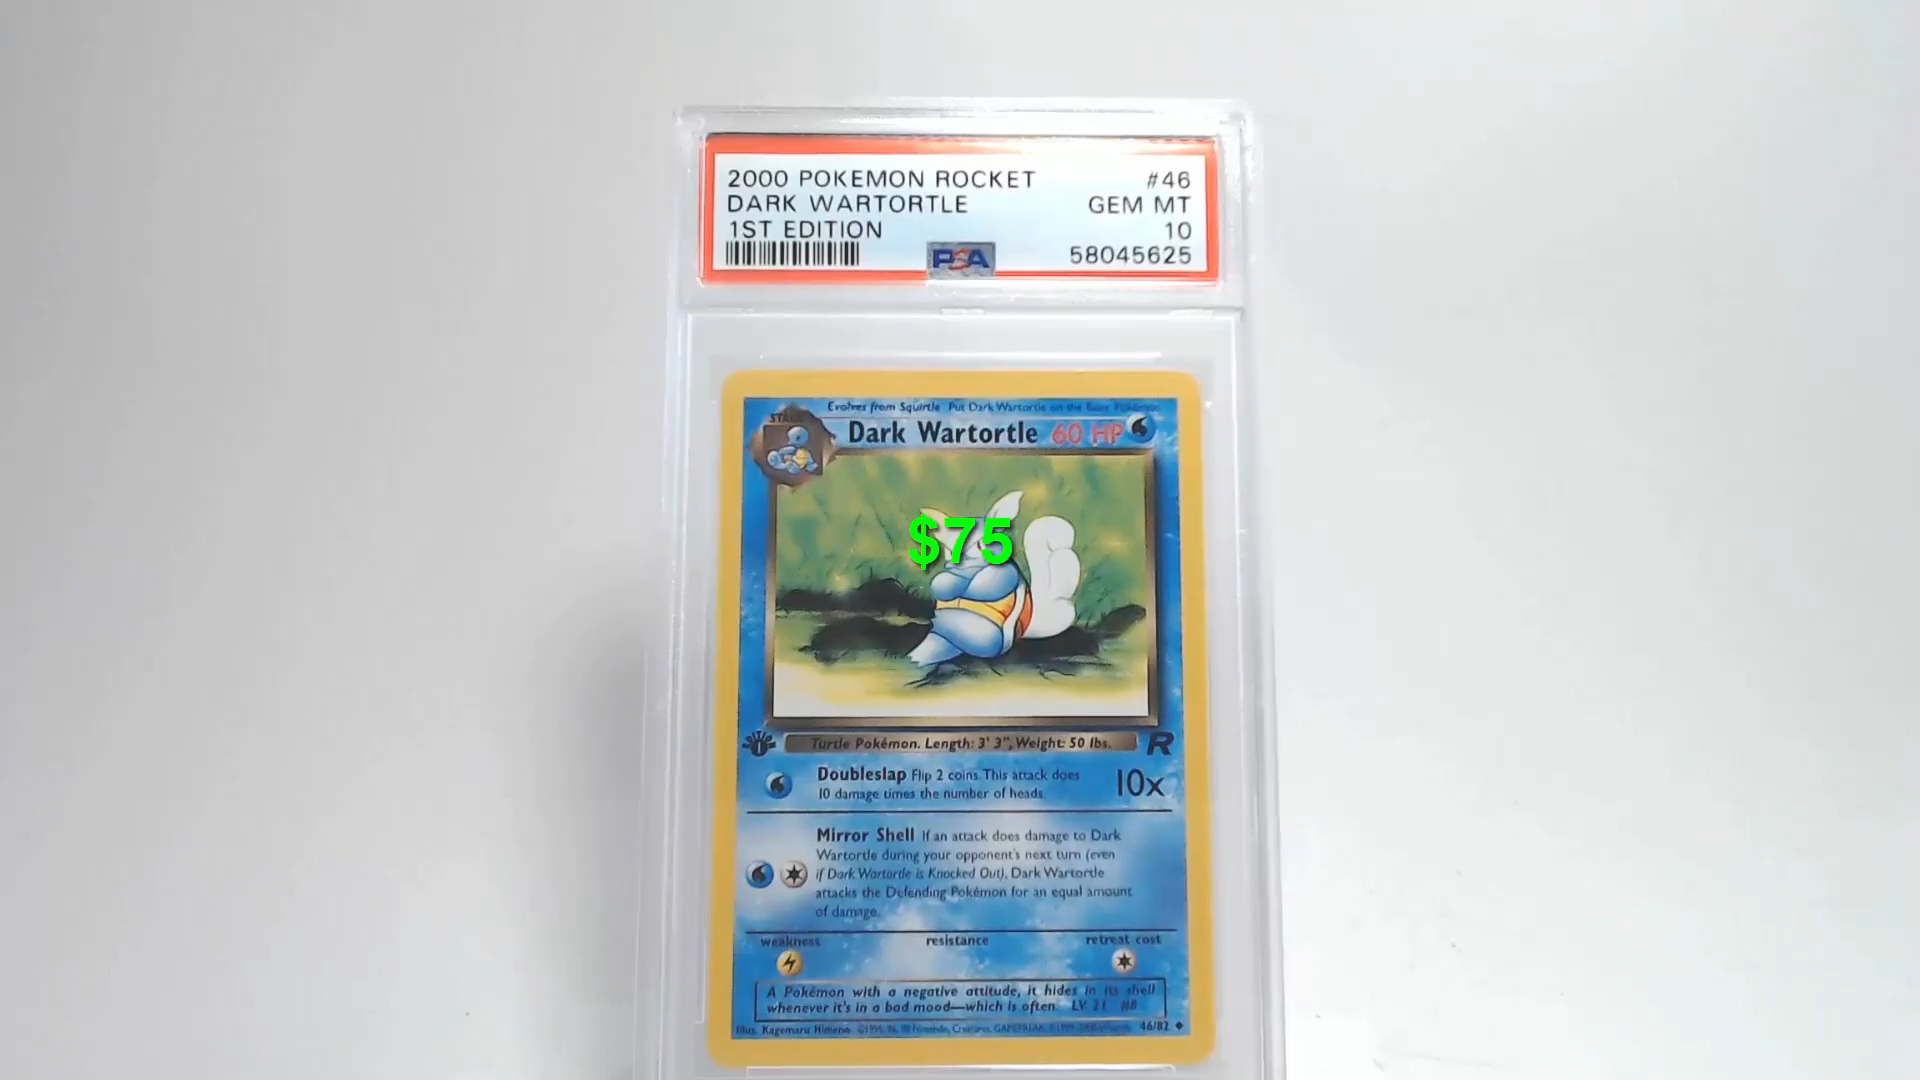 2000 POKEMON ROCKET #46
DARK WARTORTLE GEM MT
1ST EDITION 10
PSA 58045625
Evolves from Squirtle Put Dark Wartortle on the Basic Pokémon
Dark Wartortle 60 HP
$75
Turtle Pokémon. Length: 3' 3", Weight: 50 lbs.
R
Doubleslap Flip 2 coins. This attack does
10 damage times the number of heads.
10x
Mirror Shell If an attack does damage to Dark
Wartortle during your opponent's next turn (even
if Dark Wartortle is Knocked Out), Dark Wartortle
attacks the Defending Pokémon for an equal amount
of damage.
weakness resistance retreat cost
A Pokémon with a negative attitude, it hides in its shell
whenever it's in a bad mood—which is often. LV. 21 #8
Illus. Kagemaru Himeno 46/82